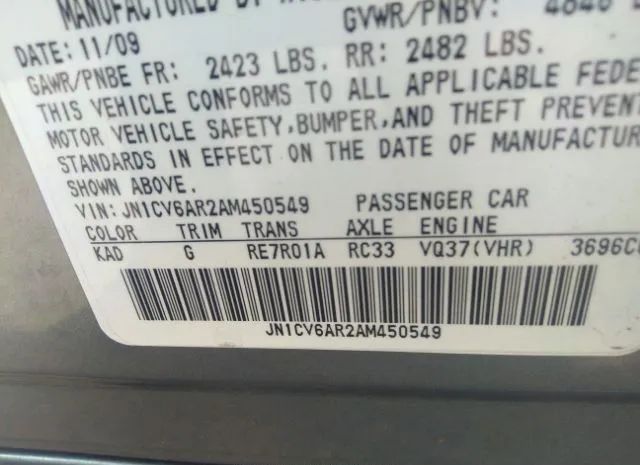 MANUFACTURED BY
GVWR/PNBV: 4848
DATE: 11/09
GAWR/PNBE FR: 2423 LBS. RR: 2482 LBS.
THIS VEHICLE CONFORMS TO ALL APPLICABLE FEDE
MOTOR VEHICLE SAFETY,BUMPER,AND THEFT PREVENT
STANDARDS IN EFFECT ON THE DATE OF MANUFACTUR
SHOWN ABOVE.
VIN: JN1CV6AR2AM450549 PASSENGER CAR
COLOR TRIM TRANS AXLE ENGINE
KAD G RE7R01A RC33 VQ37(VHR) 3696C
JN1CV6AR2AM450549